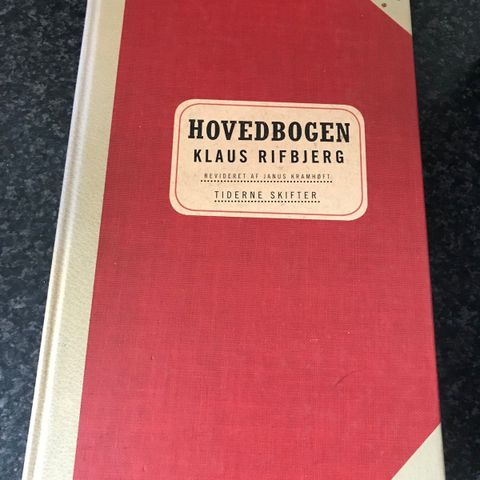 HOVEDBOGEN
KLAUS RIFBJERG
REVIDERET AF JANUS KRAMHØFT
TIDERNE SKIFTER